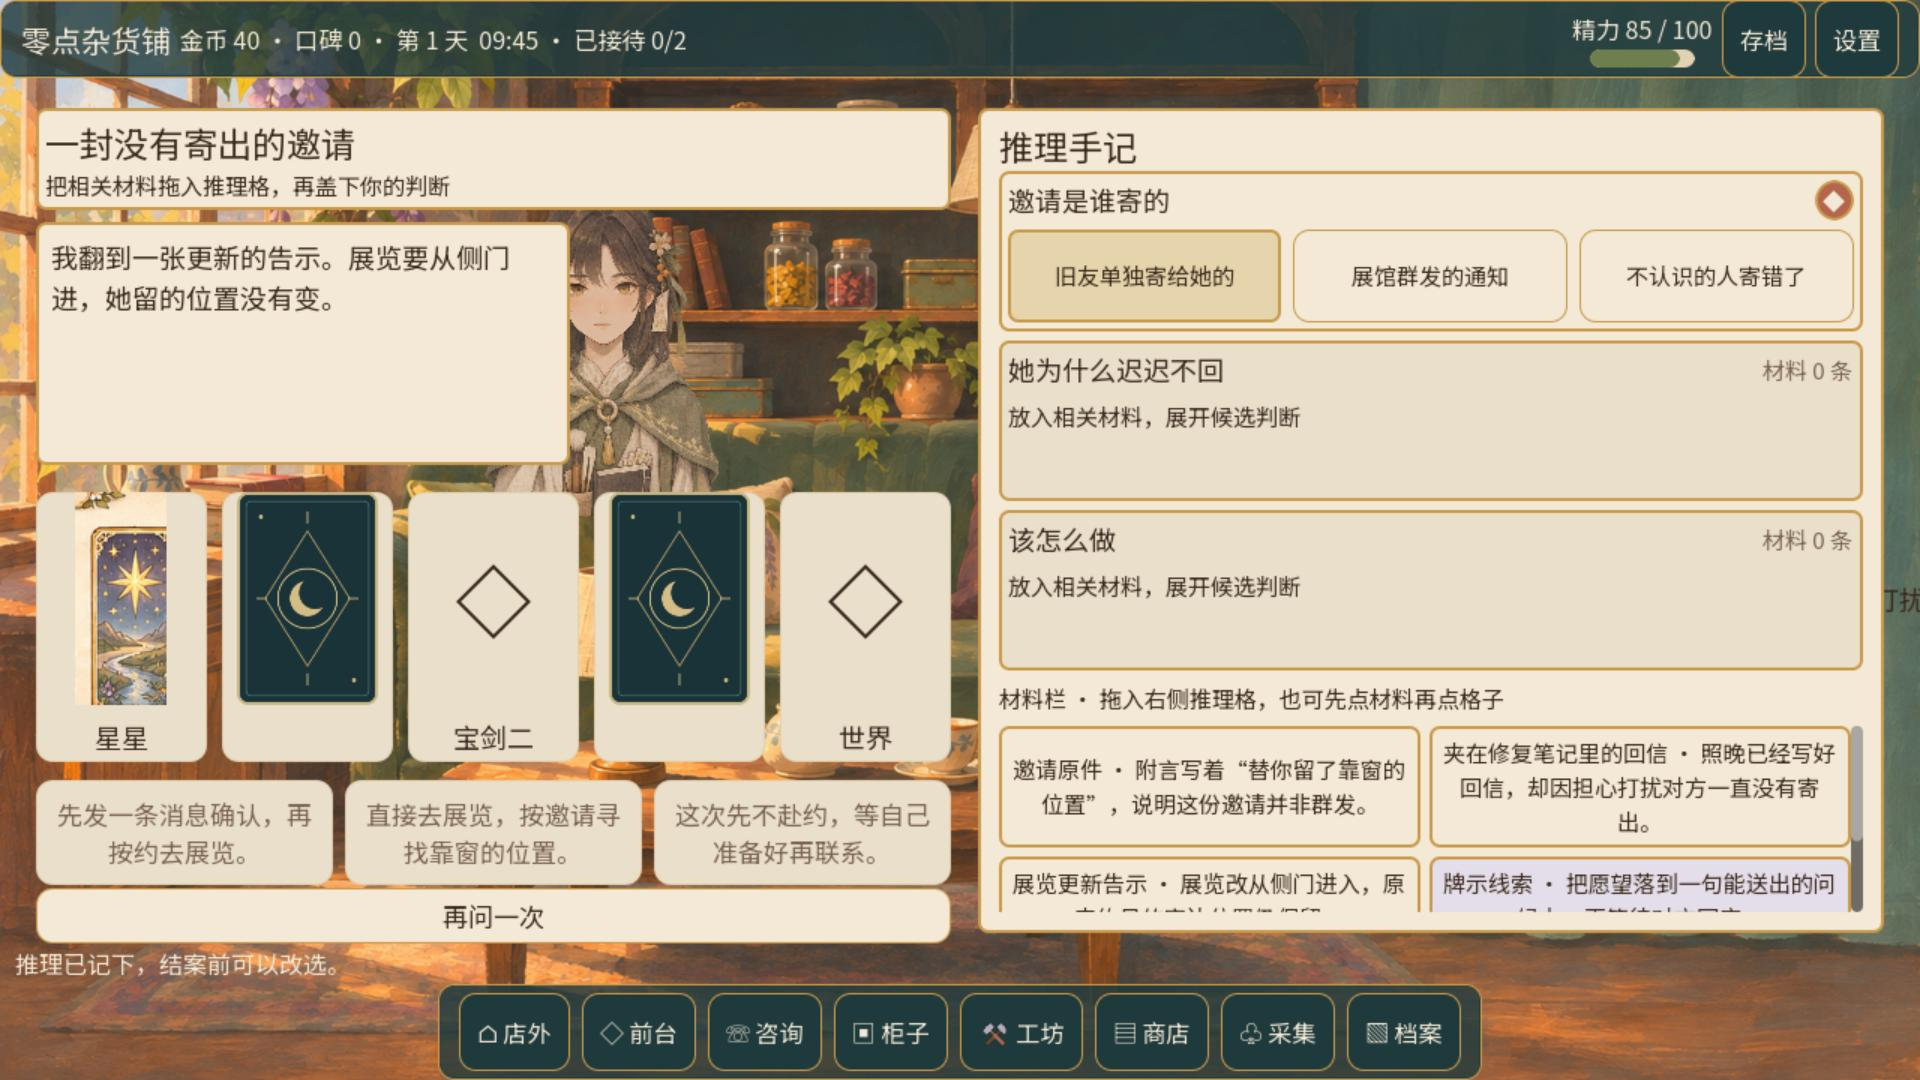 零点杂货铺 金币 40 · 口碑 0 · 第 1 天 09:45 · 已接待 0/2
精力 85 / 100
存档
设置
一封没有寄出的邀请
把相关材料拖入推理格，再盖下你的判断
我翻到一张更新的告示。展览要从侧门
进，她留的位置没有变。
星星
宝剑二
世界
先发一条消息确认，再
按约去展览。
直接去展览，按邀请寻
找靠窗的位置。
这次先不赴约，等自己
准备好再联系。
再问一次
推理已记下，结案前可以改选。
推理手记
邀请是谁寄的
旧友单独寄给她的
展馆群发的通知
不认识的人寄错了
她为什么迟迟不回
材料 0 条
放入相关材料，展开候选判断
该怎么做
材料 0 条
放入相关材料，展开候选判断
打扰
材料栏 · 拖入右侧推理格，也可先点材料再点格子
邀请原件 · 附言写着“替你留了靠窗的
位置”，说明这份邀请并非群发。
夹在修复笔记里的回信 · 照晚已经写好
回信，却因担心打扰对方一直没有寄
出。
展览更新告示 · 展览改从侧门进入，原
牌示线索 · 把愿望落到一句能送出的问
店外
前台
咨询
柜子
工坊
商店
采集
档案